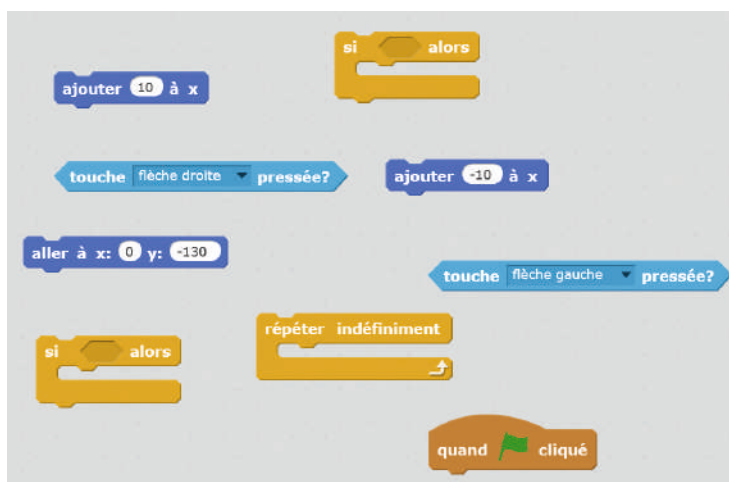 si alors
ajouter 10 à x
touche flèche droite pressée?
ajouter -10 à x
aller à x: 0 y: -130
touche flèche gauche pressée?
répéter indéfiniment
si alors
quand cliqué